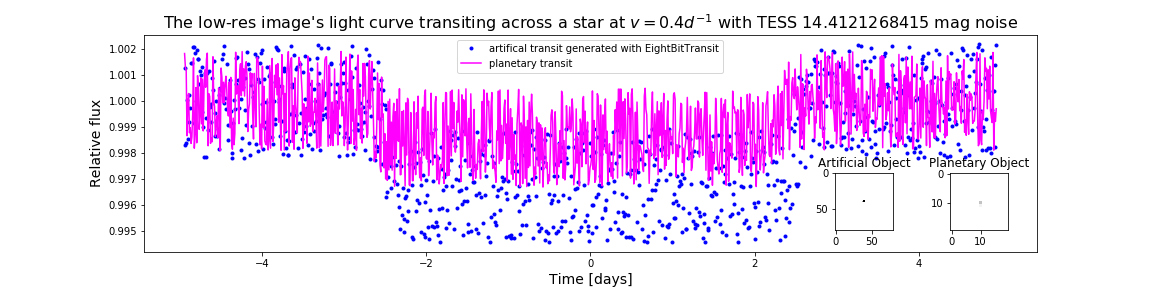 The low-res image's light curve transiting across a star at v = 0.4d⁻¹ with TESS 14.4121268415 mag noise
artifical transit generated with EightBitTransit
planetary transit
Relative flux
1.002
1.001
1.000
0.999
0.998
0.997
0.996
0.995
Artificial Object
0
50
0 50
Planetary Object
0
10
0 10
−4 −2 0 2 4
Time [days]